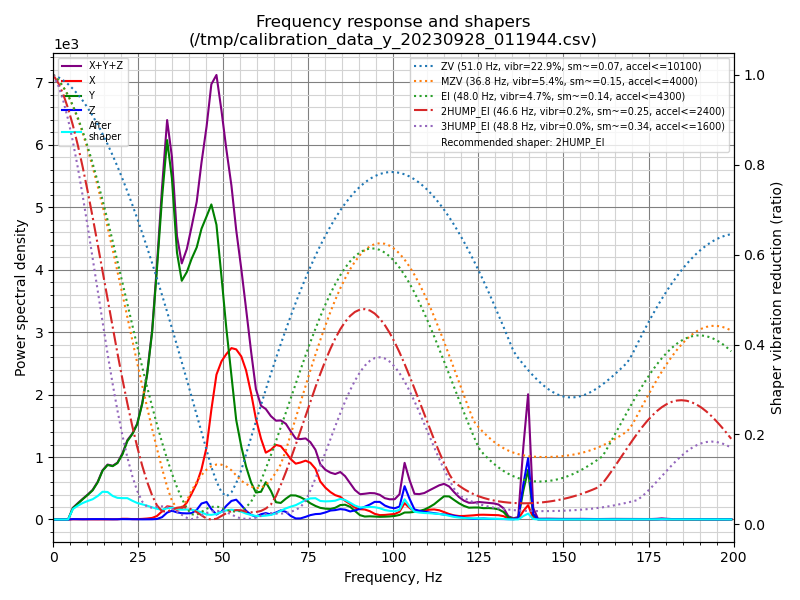 Frequency response and shapers
(/tmp/calibration_data_y_20230928_011944.csv)
1e3
X+Y+Z
X
Y
Z
After
shaper
ZV (51.0 Hz, vibr=22.9%, sm~=0.07, accel<=10100)
MZV (36.8 Hz, vibr=5.4%, sm~=0.15, accel<=4000)
EI (48.0 Hz, vibr=4.7%, sm~=0.14, accel<=4300)
2HUMP_EI (46.6 Hz, vibr=0.2%, sm~=0.25, accel<=2400)
3HUMP_EI (48.8 Hz, vibr=0.0%, sm~=0.34, accel<=1600)
Recommended shaper: 2HUMP_EI
7
6
5
4
3
2
1
0
Power spectral density
1.0
0.8
0.6
0.4
0.2
0.0
Shaper vibration reduction (ratio)
0 25 50 75 100 125 150 175 200
Frequency, Hz